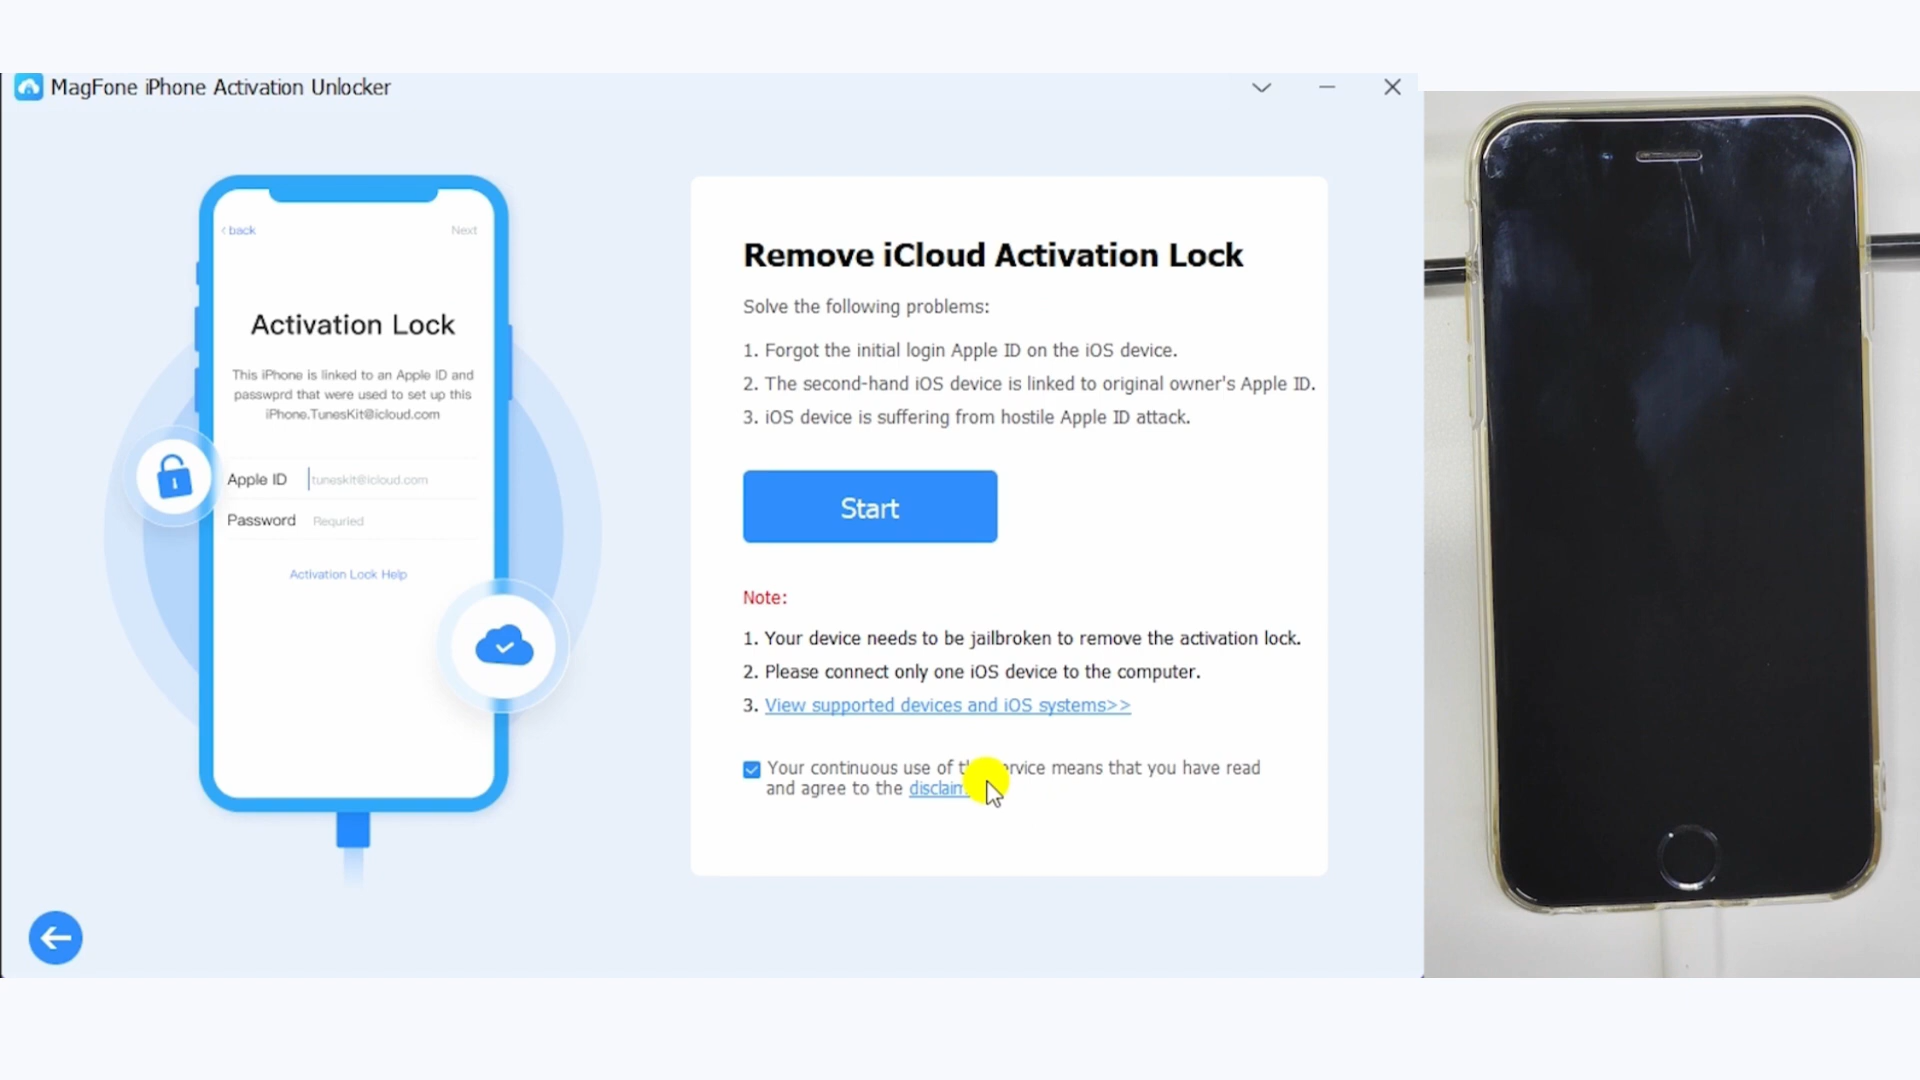 MagFone iPhone Activation Unlocker
back
Next
Activation Lock
This iPhone is linked to an Apple ID and
passwprd that were used to set up this
iPhone.TunesKit@icloud.com
Apple ID tuneskit@icloud.com
Password Requried
Activation Lock Help
Remove iCloud Activation Lock
Solve the following problems:
1. Forgot the initial login Apple ID on the iOS device.
2. The second-hand iOS device is linked to original owner's Apple ID.
3. iOS device is suffering from hostile Apple ID attack.
Start
Note:
1. Your device needs to be jailbroken to remove the activation lock.
2. Please connect only one iOS device to the computer.
3. View supported devices and iOS systems>>
Your continuous use of means that you have read
and agree to the